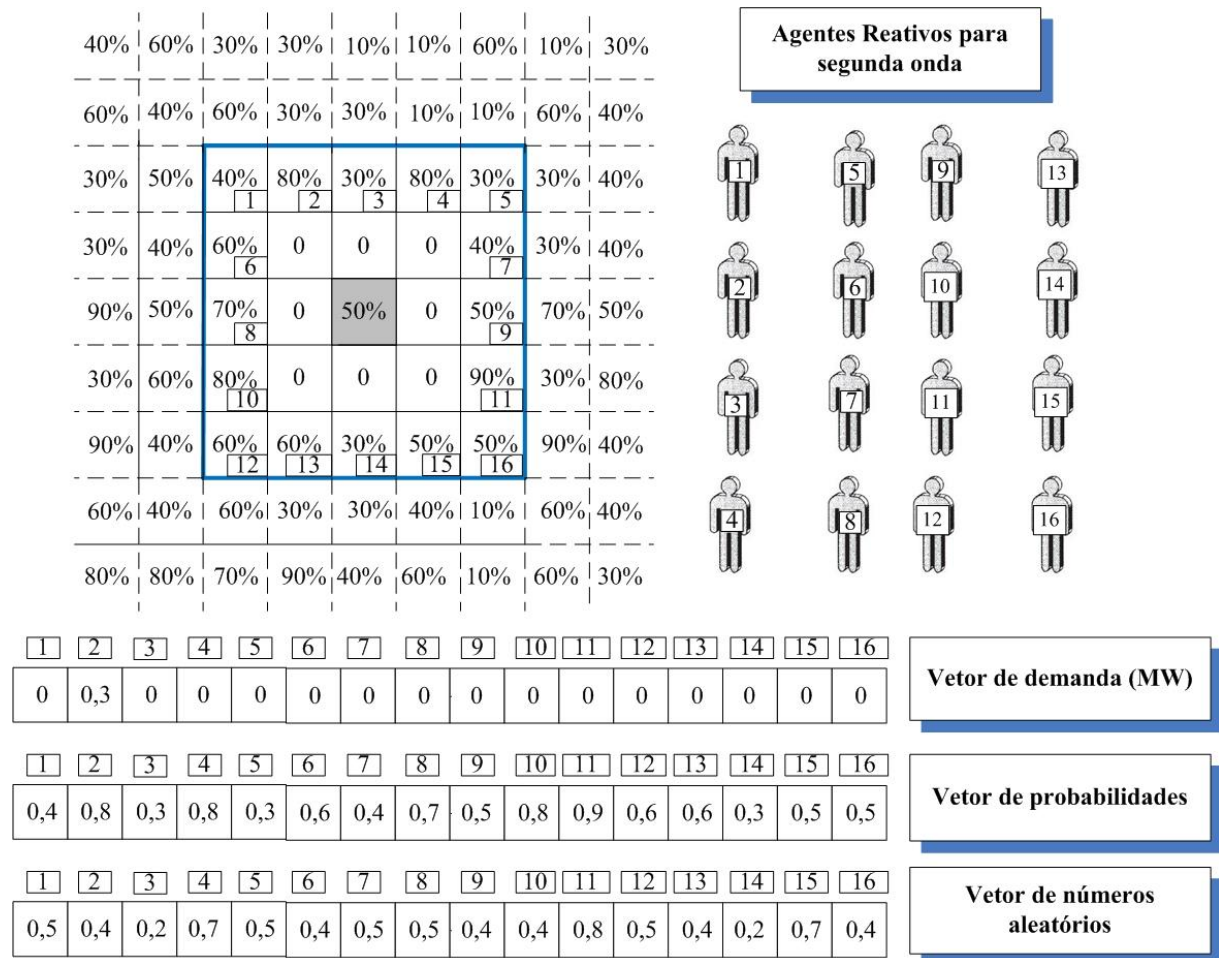 Agentes Reativos para
segunda onda
40% 60% 30% 30% 10% 10% 60% 10% 30%
60% 40% 60% 30% 30% 10% 10% 60% 40%
30% 50% 40% 80% 30% 80% 30% 30% 40%
1 2 3 4 5
30% 40% 60% 0 0 0 40% 30% 40%
6 7
90% 50% 70% 0 50% 0 50% 70% 50%
8 9
30% 60% 80% 0 0 0 90% 30% 80%
10 11
90% 40% 60% 60% 30% 50% 50% 90% 40%
12 13 14 15 16
60% 40% 60% 30% 30% 40% 10% 60% 40%
80% 80% 70% 90% 40% 60% 10% 60% 30%
1 5 9 13
2 6 10 14
3 7 11 15
4 8 12 16
1 2 3 4 5 6 7 8 9 10 11 12 13 14 15 16
0 0,3 0 0 0 0 0 0 0 0 0 0 0 0 0 0
Vetor de demanda (MW)
1 2 3 4 5 6 7 8 9 10 11 12 13 14 15 16
0,4 0,8 0,3 0,8 0,3 0,6 0,4 0,7 0,5 0,8 0,9 0,6 0,6 0,3 0,5 0,5
Vetor de probabilidades
1 2 3 4 5 6 7 8 9 10 11 12 13 14 15 16
0,5 0,4 0,2 0,7 0,5 0,4 0,5 0,5 0,4 0,4 0,8 0,5 0,4 0,2 0,7 0,4
Vetor de números
aleatórios